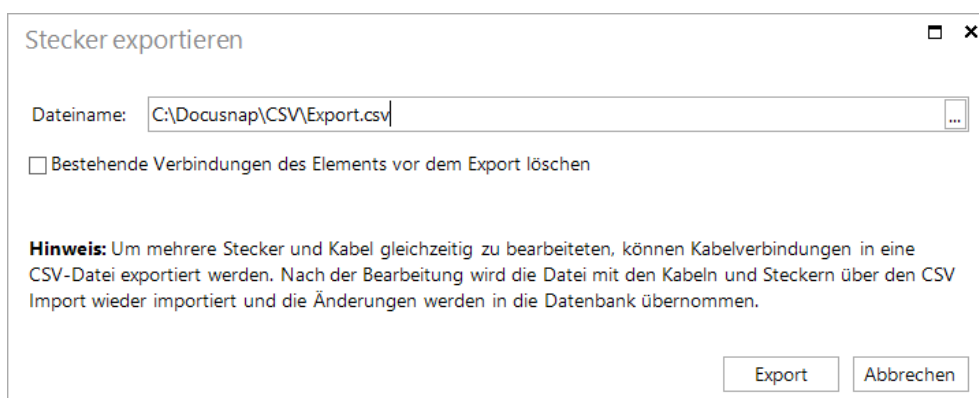 Stecker exportieren
Dateiname: C:\Docusnap\CSV\Export.csv ...
Bestehende Verbindungen des Elements vor dem Export löschen
Hinweis: Um mehrere Stecker und Kabel gleichzeitig zu bearbeiteten, können Kabelverbindungen in eine
CSV-Datei exportiert werden. Nach der Bearbeitung wird die Datei mit den Kabeln und Steckern über den CSV
Import wieder importiert und die Änderungen werden in die Datenbank übernommen.
Export Abbrechen